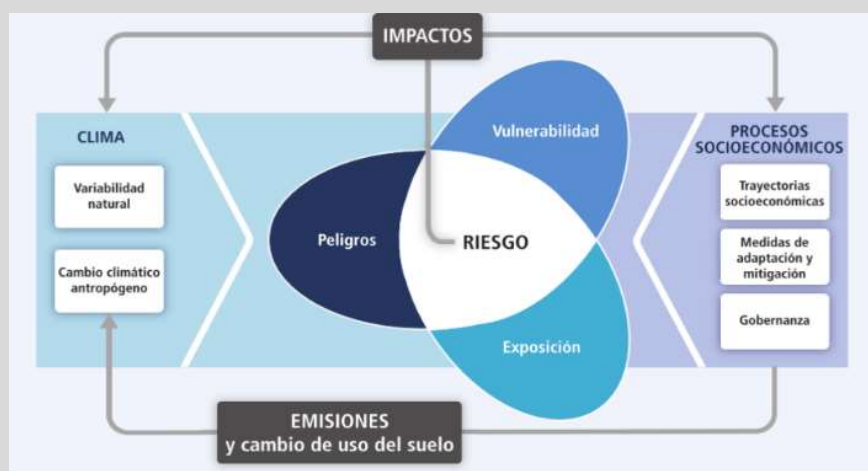 IMPACTOS
CLIMA
Variabilidad
natural
Cambio climático
antropógeno
Peligros
Vulnerabilidad
RIESGO
Exposición
PROCESOS
SOCIOECONÓMICOS
Trayectorias
socioeconómicas
Medidas de
adaptación y
mitigación
Gobernanza
EMISIONES
y cambio de uso del suelo